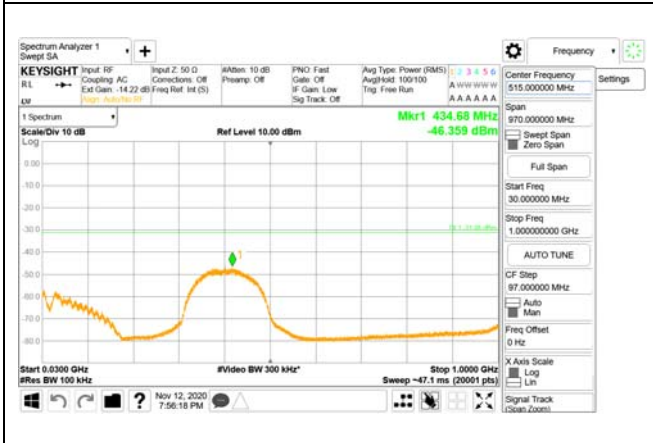 Spectrum Analyzer 1
Swept SA
+
Frequency
KEYSIGHT
RL
Input: RF
Coupling: AC
Ext Gain: -14.22 dB
Align: Auto/No RF
Input Z: 50 Ω
Corrections: Off
Freq Ref: Int (S)
#Atten: 10 dB
Preamp: Off
PNO: Fast
Gate: Off
IF Gain: Low
Sig Track: Off
Avg Type: Power (RMS)
Avg|Hold: 100/100
Trig: Free Run
1 2 3 4 5 6
A W W W W W
A A A A A A
1 Spectrum
Scale/Div 10 dB
Log
Ref Level 10.00 dBm
Mkr1 434.68 MHz
-46.359 dBm
0.00
-10.0
-20.0
-30.0
-40.0
-50.0
-60.0
-70.0
-80.0
1
Start 0.0300 GHz
#Res BW 100 kHz
#Video BW 300 kHz*
Stop 1.0000 GHz
Sweep ~47.1 ms (20001 pts)
?
Nov 12, 2020
7:56:18 PM
Center Frequency
515.000000 MHz
Settings
Span
970.000000 MHz
Swept Span
Zero Span
Full Span
Start Freq
30.000000 MHz
Stop Freq
1.000000000 GHz
AUTO TUNE
CF Step
97.000000 MHz
Auto
Man
Freq Offset
0 Hz
X Axis Scale
Log
Lin
Signal Track
(Span Zoom)